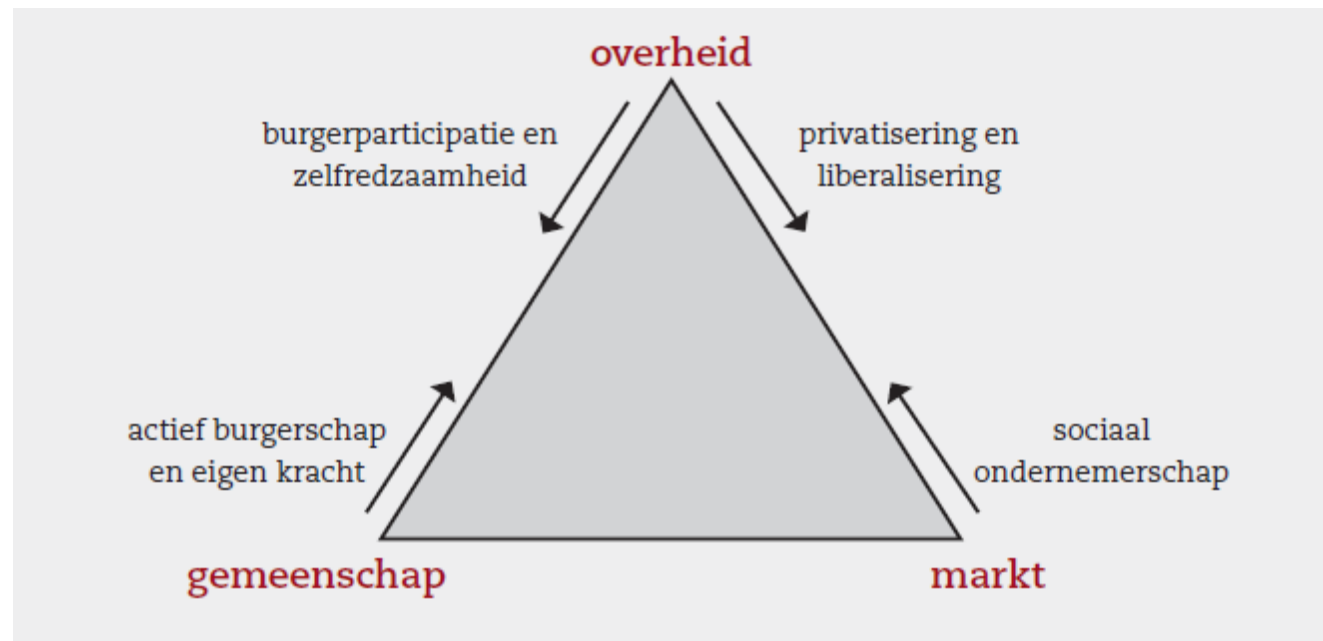 overheid
burgerparticipatie en
zelfredzaamheid
privatisering en
liberalisering
actief burgerschap
en eigen kracht
sociaal
ondernemerschap
gemeenschap
markt